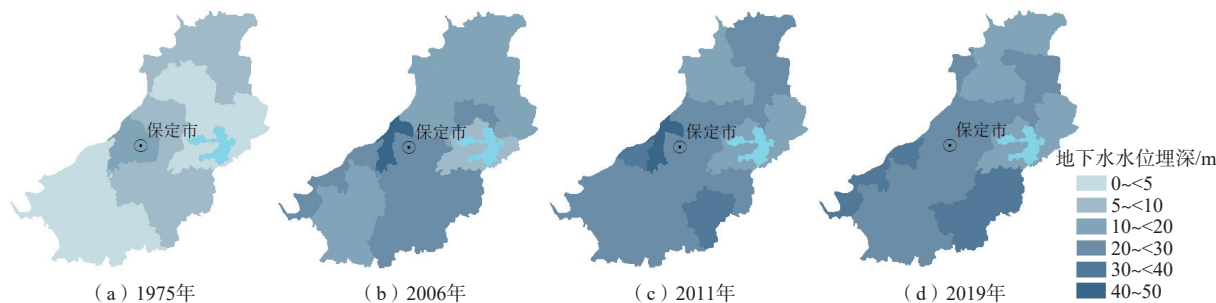 保定市
保定市
保定市
保定市
地下水水位埋深/m
0~<5
5~<10
10~<20
20~<30
30~<40
40~50
（a）1975年
（b）2006年
（c）2011年
（d）2019年